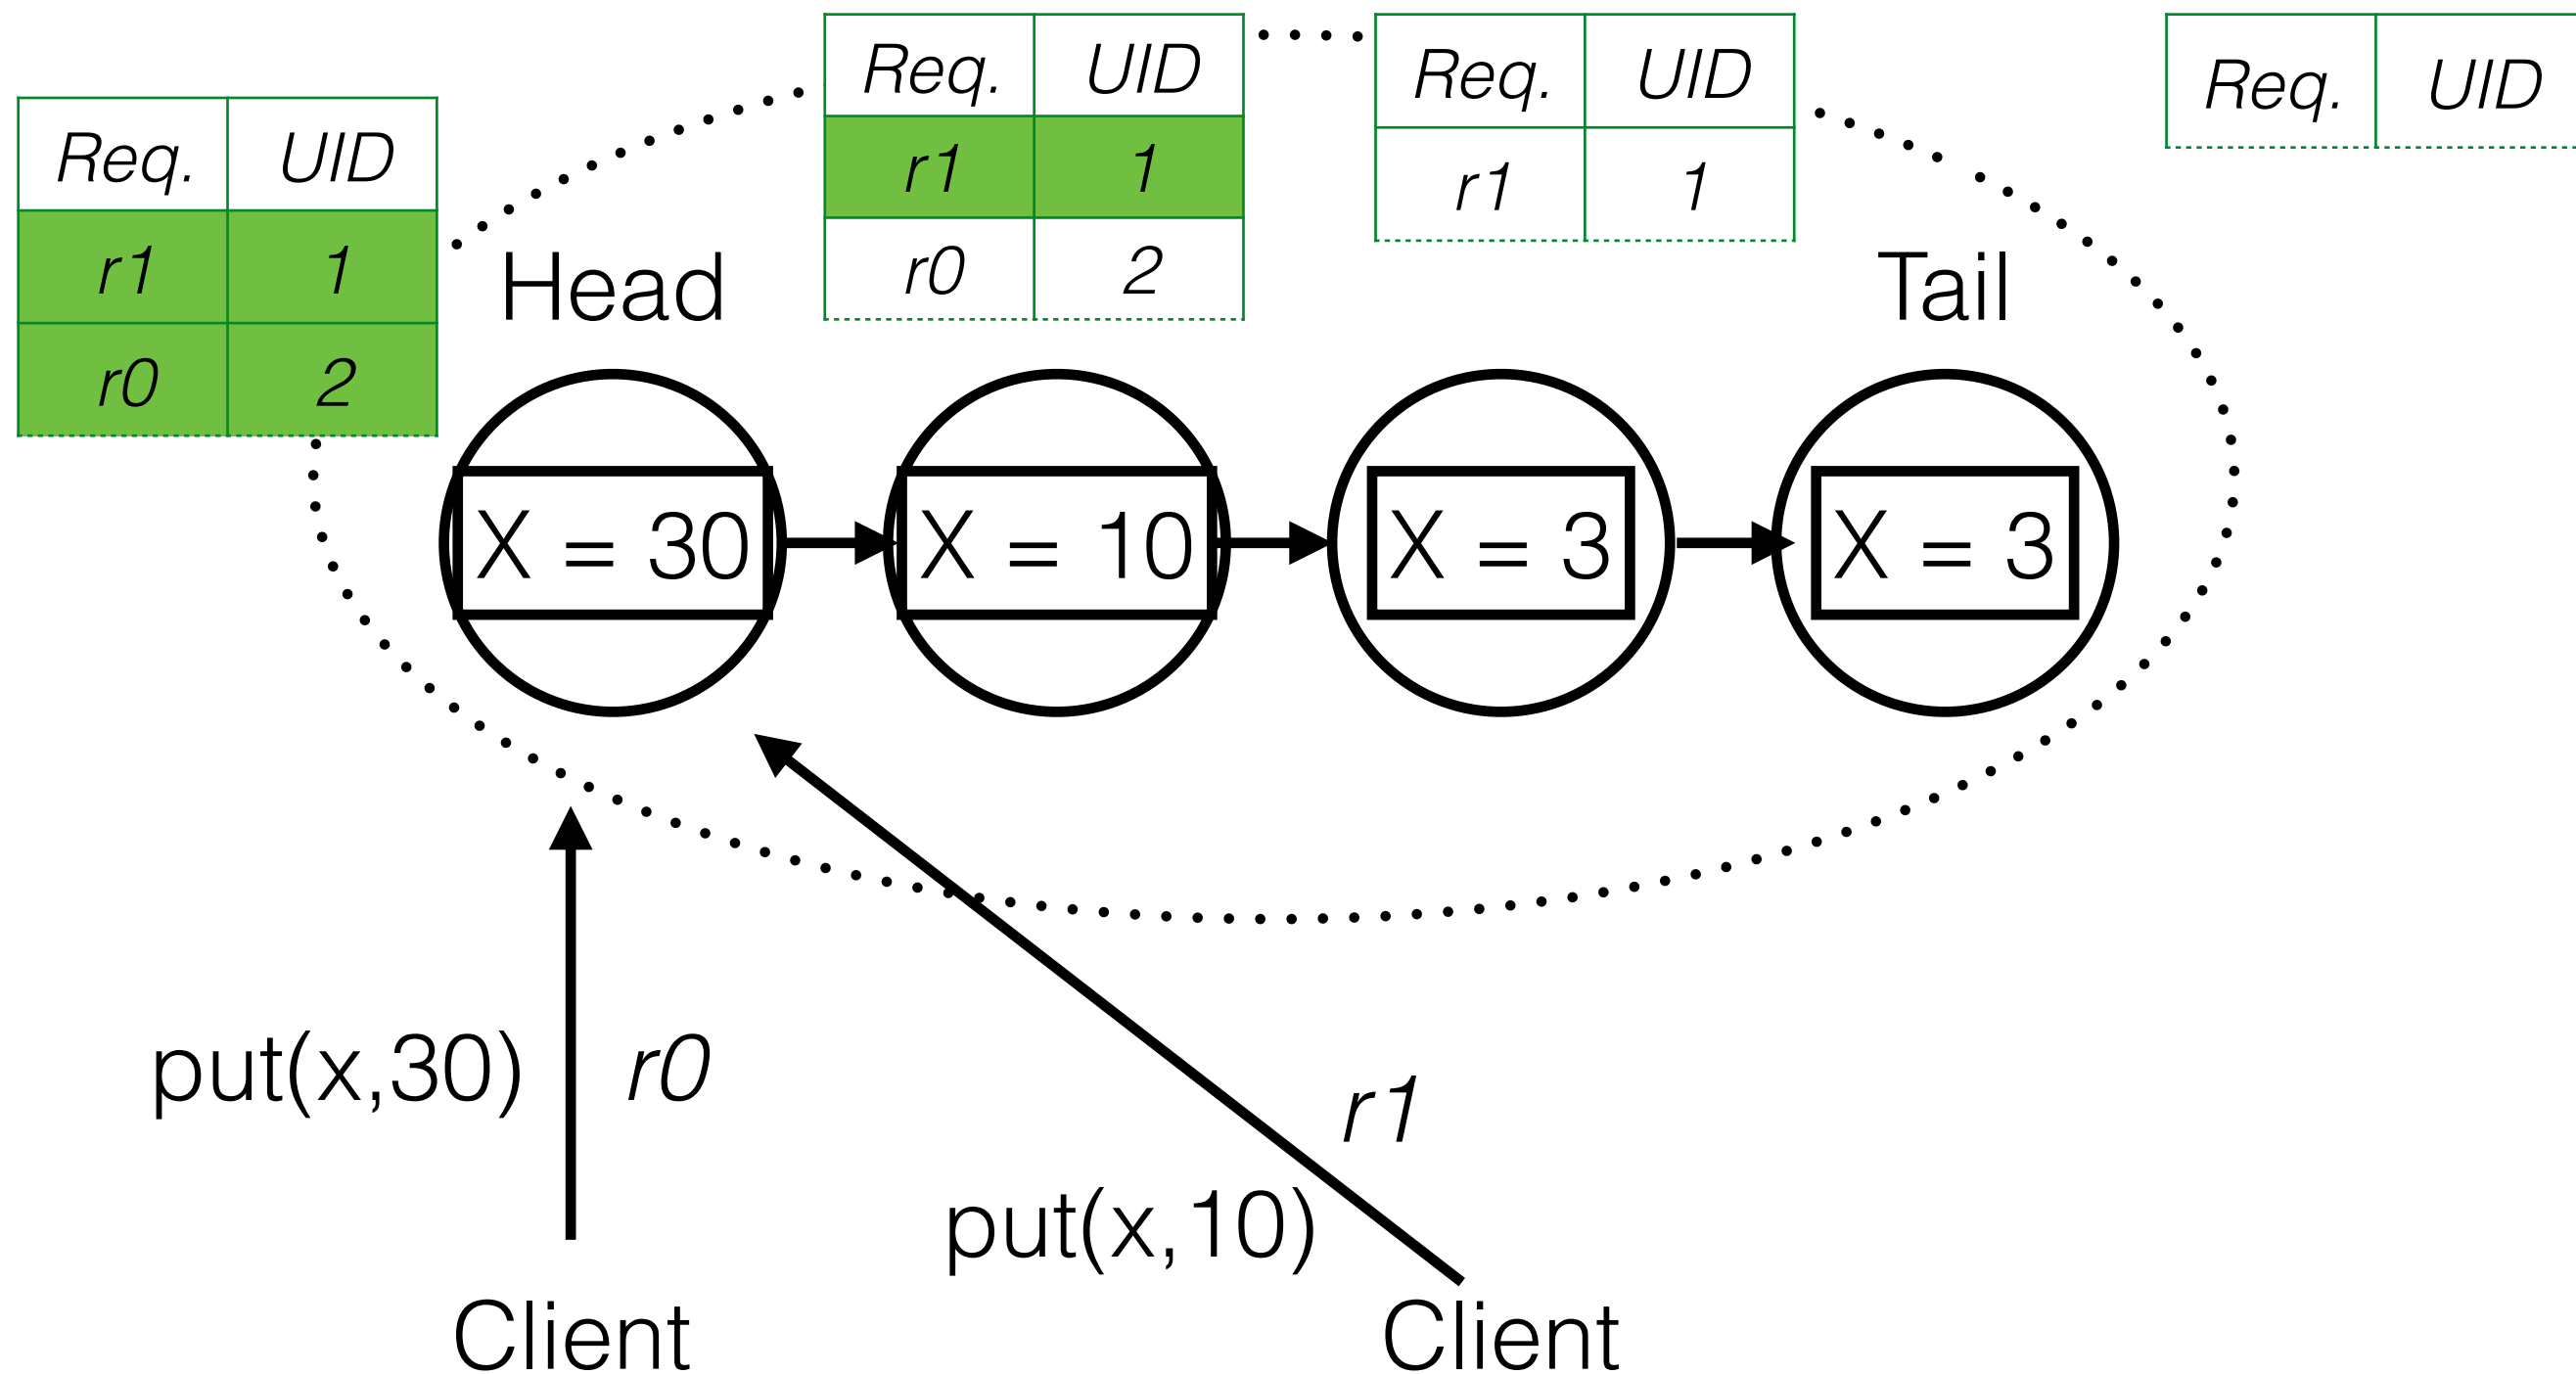 Req. UID
r1 1
r0 2
Req. UID
r1 1
r0 2
Req. UID
r1 1
Req. UID
Head
Tail
X = 30
X = 10
X = 3
X = 3
put(x,30)
r0
r1
put(x,10)
Client
Client